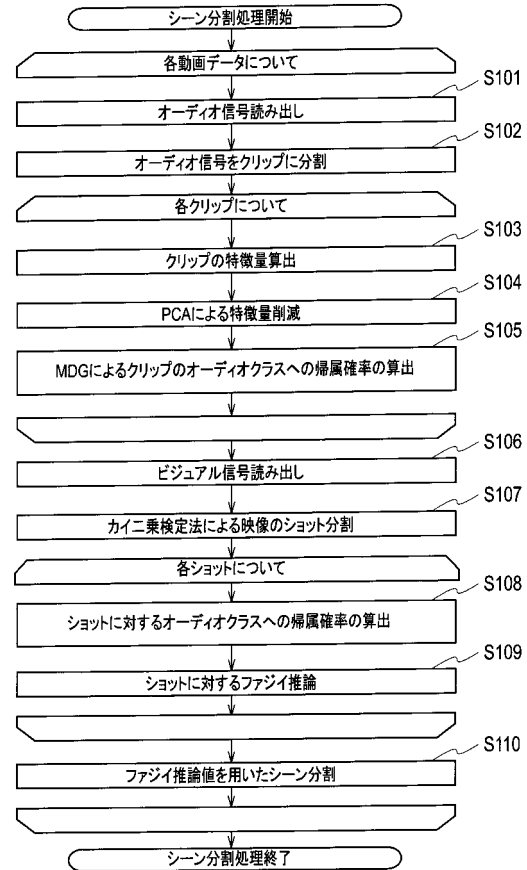 シーン分割処理開始
各動画データについて
S101
オーディオ信号読み出し
S102
オーディオ信号をクリップに分割
各クリップについて
S103
クリップの特徴量算出
S104
PCAによる特徴量削減
S105
MDGによるクリップのオーディオクラスへの帰属確率の算出
S106
ビジュアル信号読み出し
S107
カイ二乗検定法による映像のショット分割
各ショットについて
S108
ショットに対するオーディオクラスへの帰属確率の算出
S109
ショットに対するファジイ推論
S110
ファジイ推論値を用いたシーン分割
シーン分割処理終了